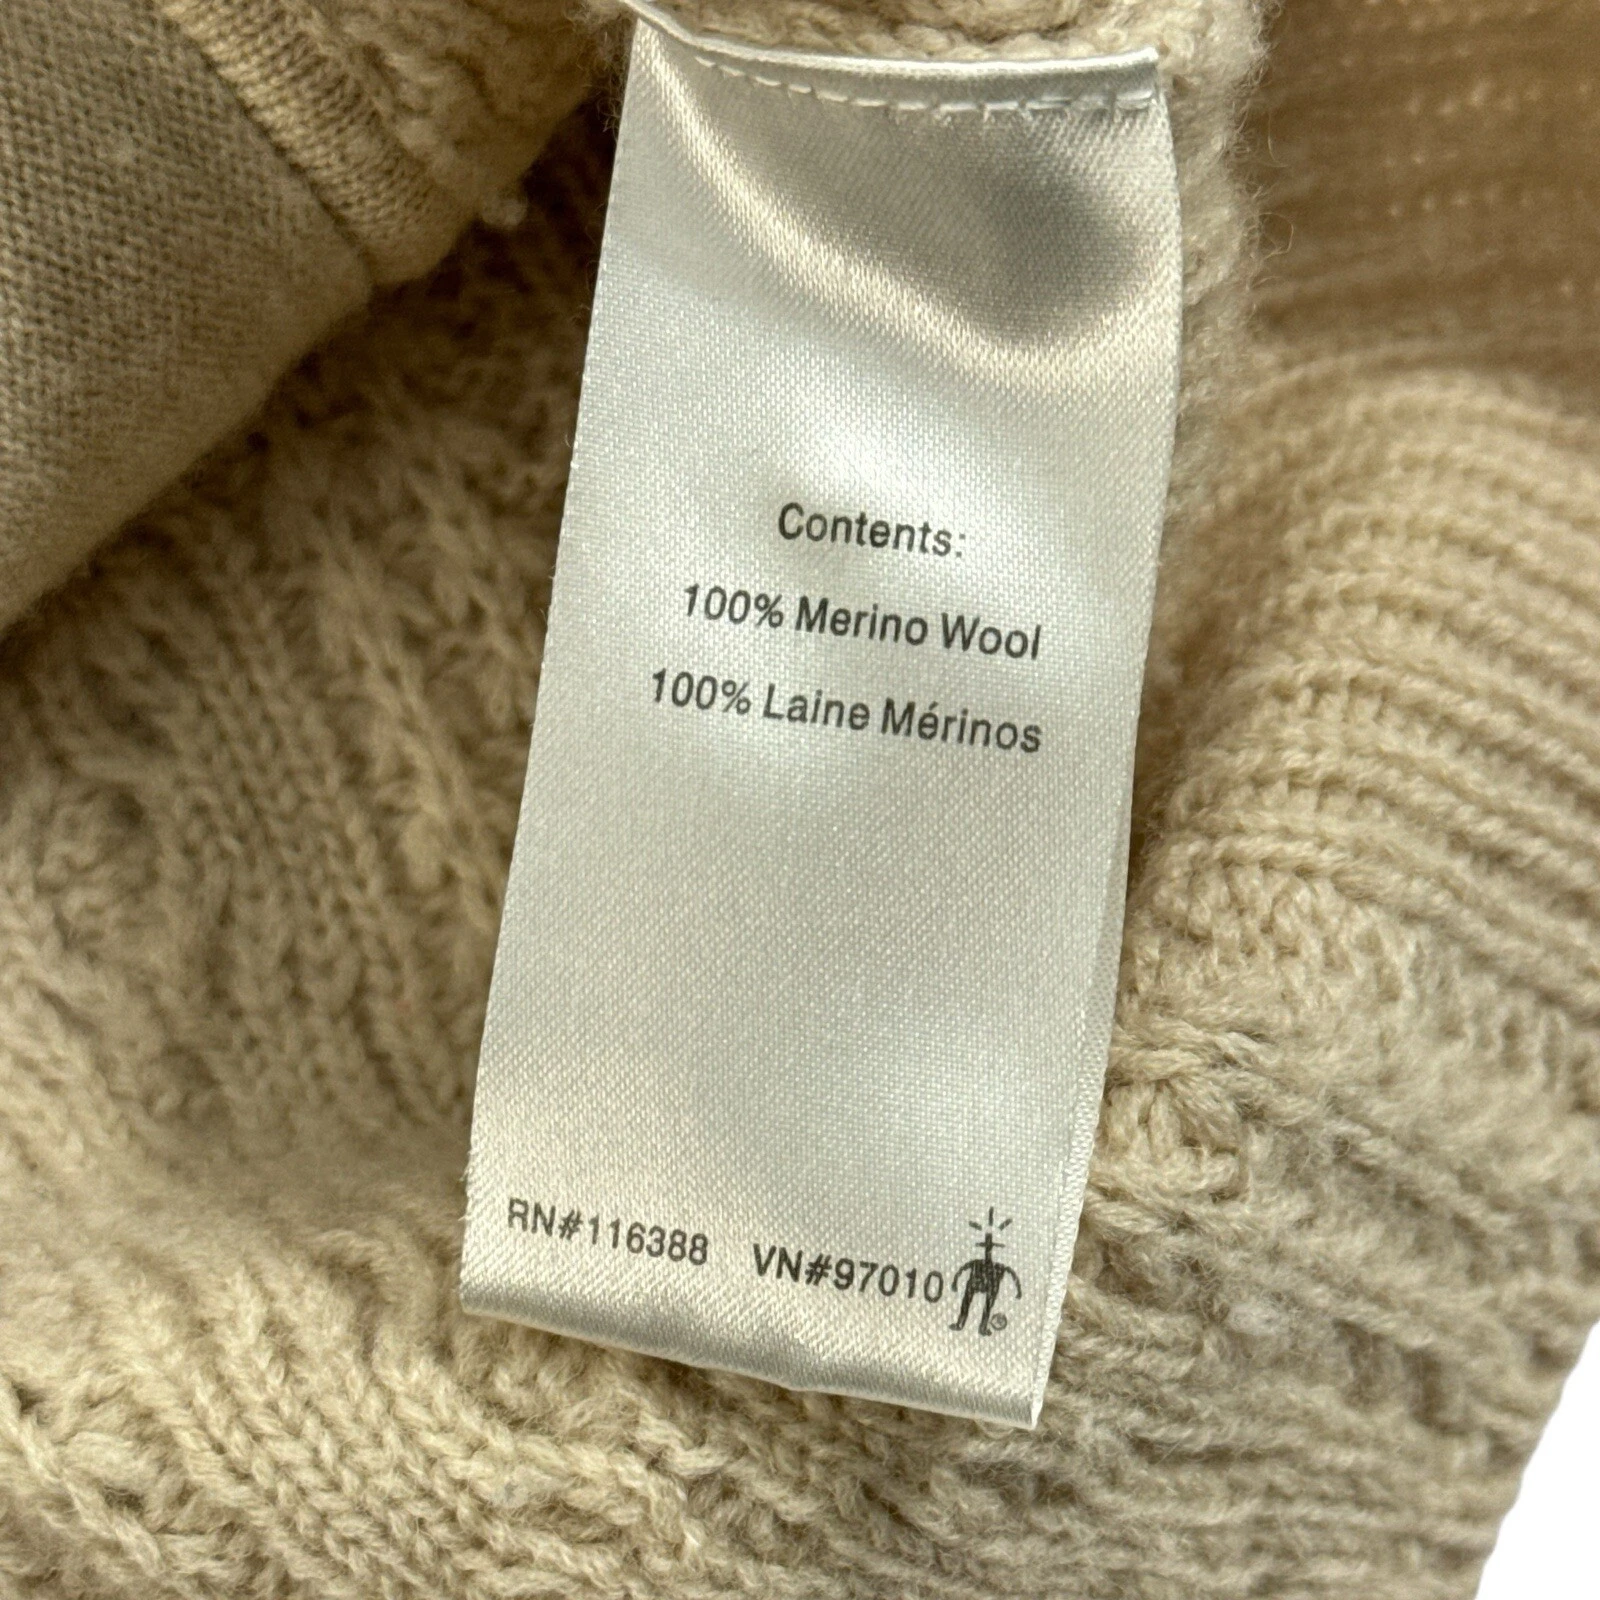 Contents:
100% Merino Wool
100% Laine Mérinos
RN#116388 VN#97010
®